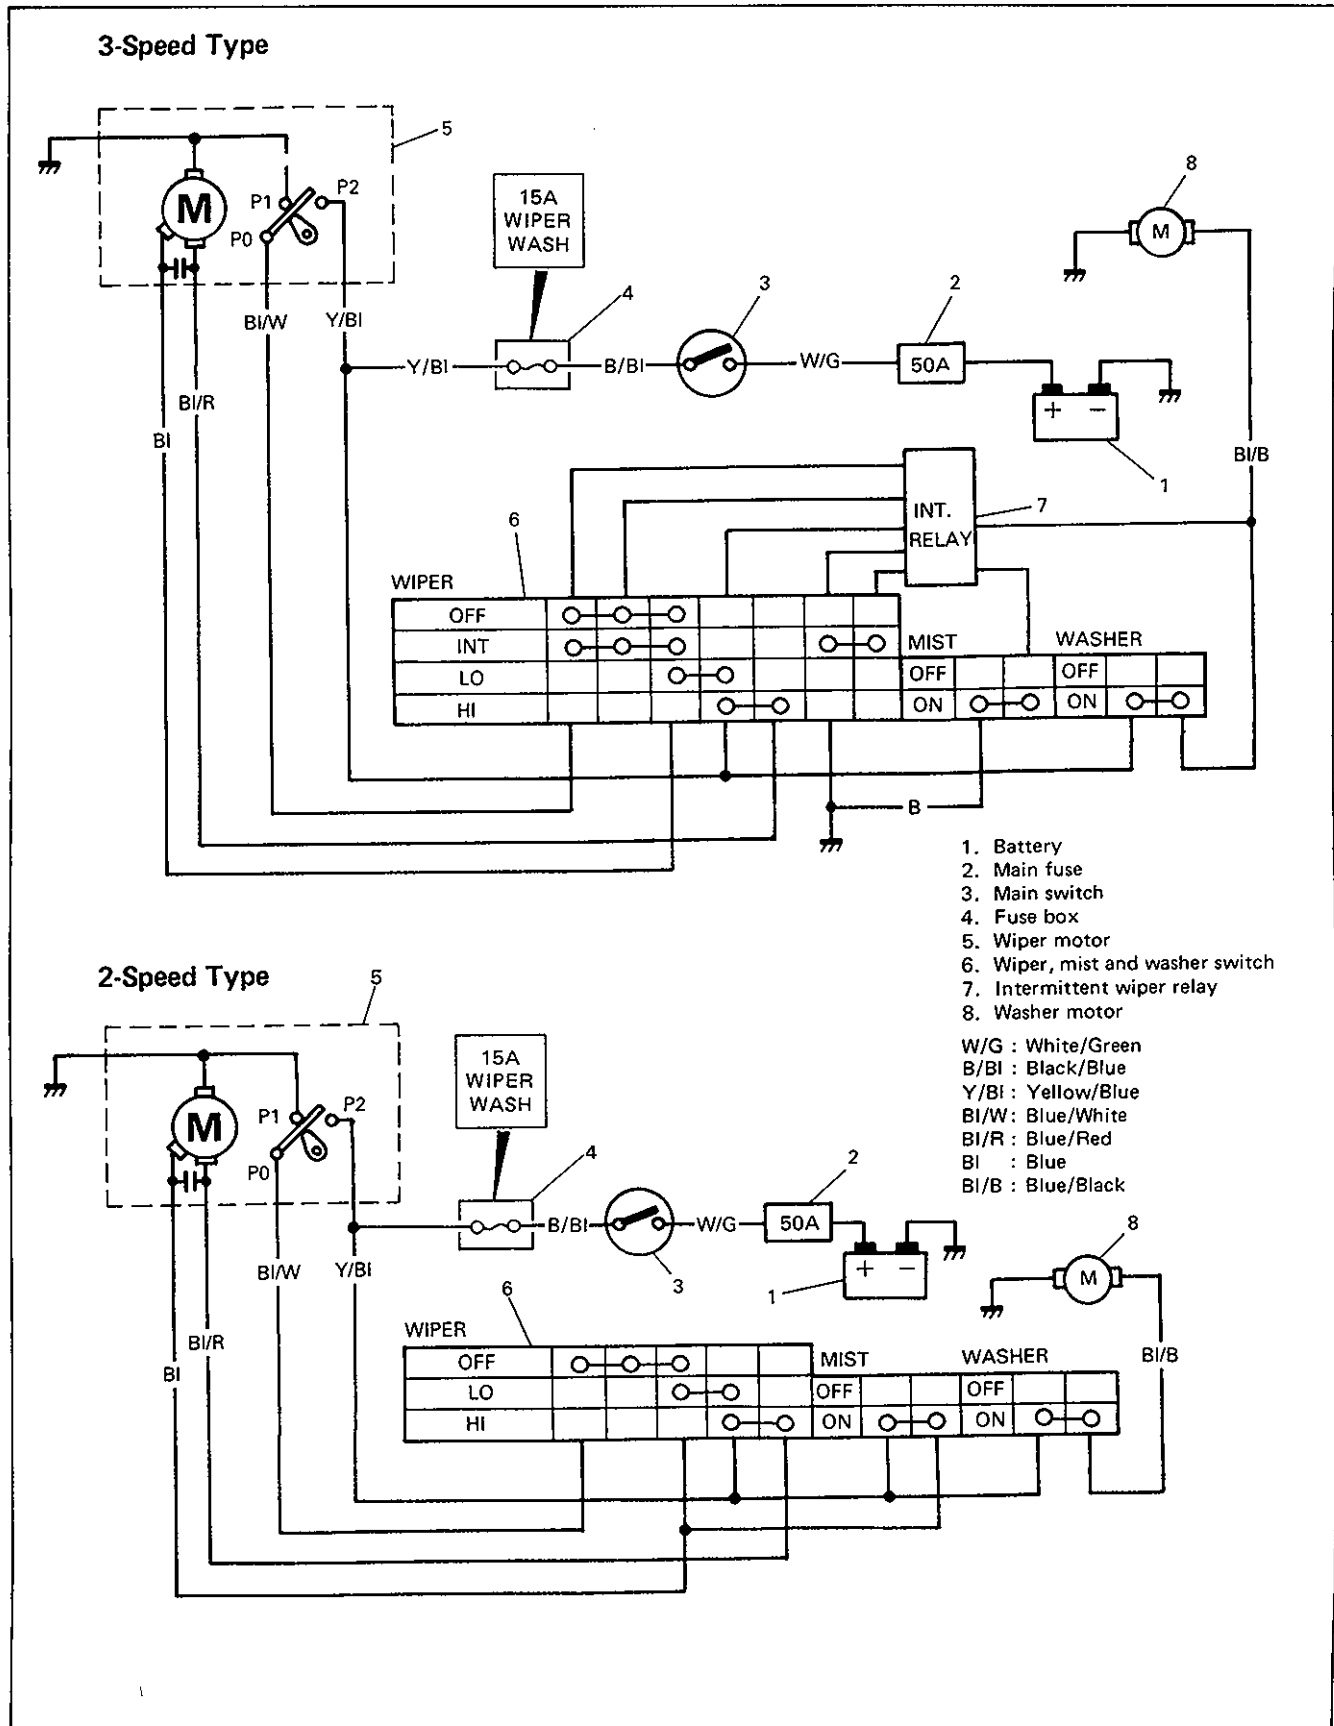 3-Speed Type
5
M
P1
P2
P0
15A
WIPER
WASH
8
M
4
3
2
Bl/W
Y/Bl
Y/Bl
B/Bl
W/G
50A
+ −
1
Bl/R
Bl
Bl/B
INT.
RELAY
7
6
WIPER
OFF
INT
MIST
WASHER
LO
OFF
OFF
HI
ON
ON
B
1. Battery
2. Main fuse
3. Main switch
4. Fuse box
5. Wiper motor
6. Wiper, mist and washer switch
7. Intermittent wiper relay
8. Washer motor
W/G : White/Green
B/Bl : Black/Blue
Y/Bl : Yellow/Blue
Bl/W : Blue/White
Bl/R : Blue/Red
Bl : Blue
Bl/B : Blue/Black
2-Speed Type
5
M
P1
P2
P0
15A
WIPER
WASH
4
2
B/Bl
W/G
50A
3
+ −
1
8
M
Bl/W
Y/Bl
Bl/R
Bl
Bl/B
6
WIPER
OFF
MIST
WASHER
LO
OFF
OFF
HI
ON
ON